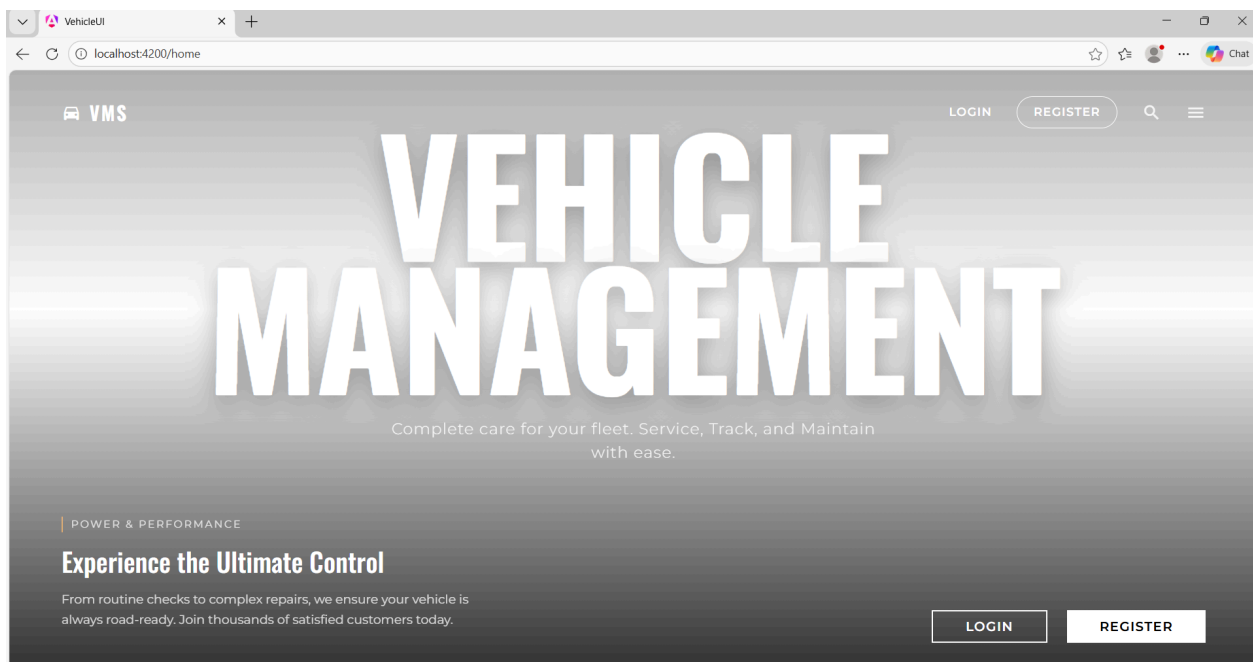 VehicleUI
localhost:4200/home
Chat
VMS
LOGIN
REGISTER
VEHICLE
MANAGEMENT
Complete care for your fleet. Service, Track, and Maintain
with ease.
POWER & PERFORMANCE
Experience the Ultimate Control
From routine checks to complex repairs, we ensure your vehicle is
always road-ready. Join thousands of satisfied customers today.
LOGIN
REGISTER